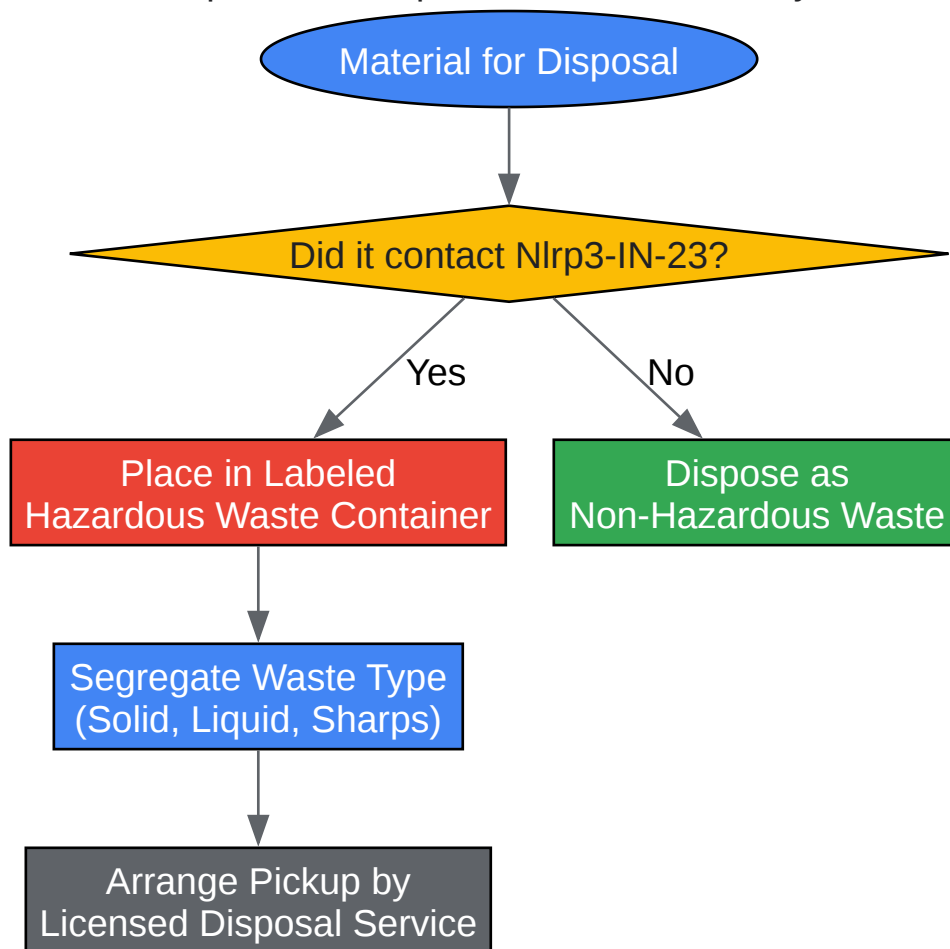 Material for Disposal
Did it contact Nlrp3-IN-23?
Yes
No
Place in Labeled
Hazardous Waste Container
Dispose as
Non-Hazardous Waste
Segregate Waste Type
(Solid, Liquid, Sharps)
Arrange Pickup by
Licensed Disposal Service